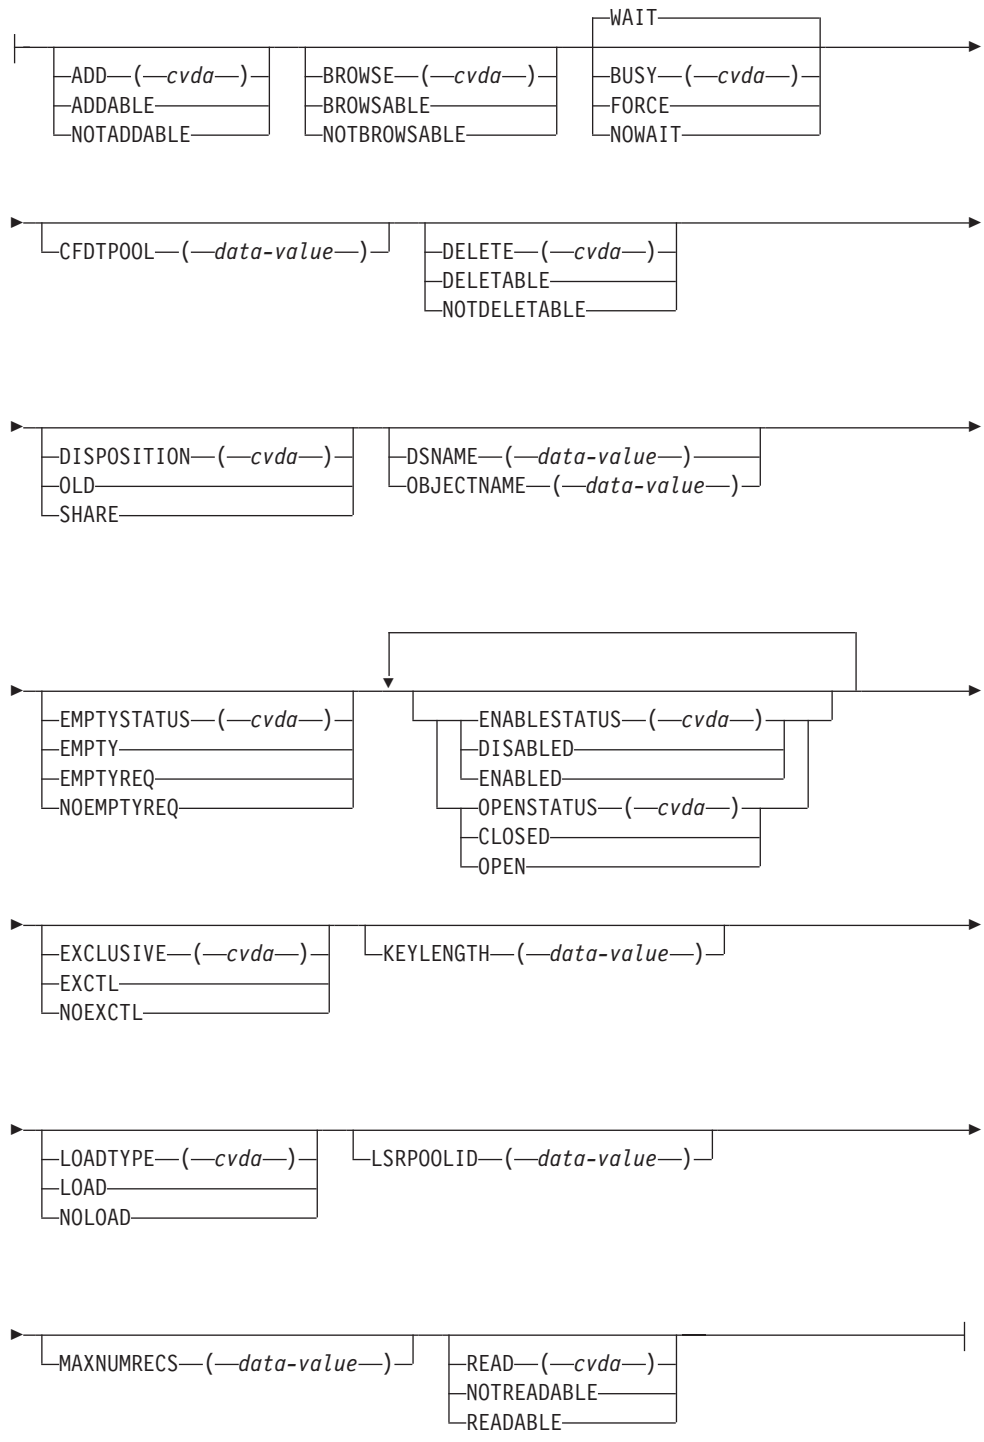 WAIT
ADD ( cvda ) BROWSE ( cvda ) BUSY ( cvda )
ADDABLE BROWSABLE FORCE
NOTADDABLE NOTBROWSABLE NOWAIT
CFDTPOOL ( data-value ) DELETE ( cvda )
DELETABLE
NOTDELETABLE
DISPOSITION ( cvda ) DSNAME ( data-value )
OLD OBJECTNAME ( data-value )
SHARE
EMPTYSTATUS ( cvda ) ENABLESTATUS ( cvda )
EMPTY DISABLED
EMPTYREQ ENABLED
NOEMPTYREQ OPENSTATUS ( cvda )
CLOSED
OPEN
EXCLUSIVE ( cvda ) KEYLENGTH ( data-value )
EXCTL
NOEXCTL
LOADTYPE ( cvda ) LSRPOOLID ( data-value )
LOAD
NOLOAD
MAXNUMRECS ( data-value ) READ ( cvda )
NOTREADABLE
READABLE